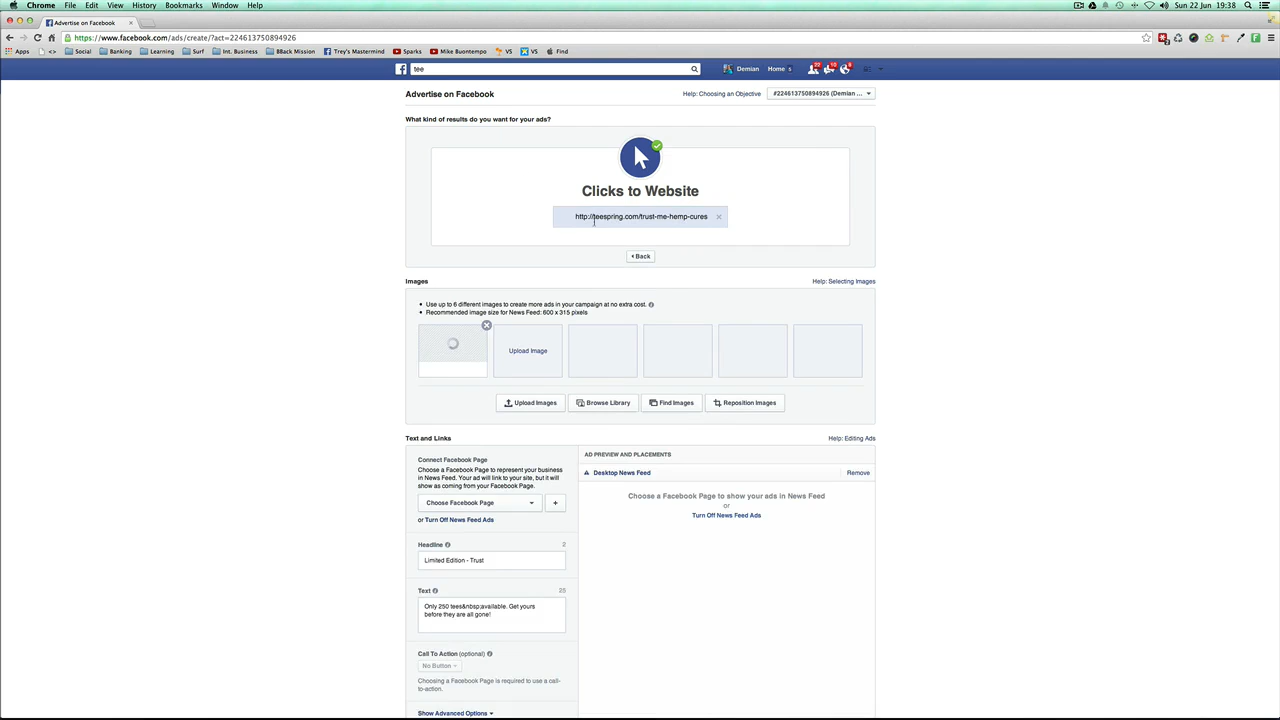 Chrome File Edit View History Bookmarks Window Help Sun 22 Jun 19:38
Advertise on Facebook
https://www.facebook.com/ads/create/?act=224613750894926
Apps <> Social Banking Learning Surf Int. Business BBack Mission Trey's Mastermind Sparks Mike Buontempo VS VS Find
tee Demian Home 5 22 10 8
Advertise on Facebook Help: Choosing an Objective #224613750894926 (Demian ...
What kind of results do you want for your ads?
Clicks to Website
http://teespring.com/trust-me-hemp-cures
Back
Images Help: Selecting Images
Use up to 6 different images to create more ads in your campaign at no extra cost.
Recommended image size for News Feed: 600 x 315 pixels
Upload Image
Upload Images Browse Library Find Images Reposition Images
Text and Links Help: Editing Ads
Connect Facebook Page
Choose a Facebook Page to represent your business
in News Feed. Your ad will link to your site, but it will
show as coming from your Facebook Page.
Choose Facebook Page +
or Turn Off News Feed Ads
Headline 2
Limited Edition - Trust
Text 25
Only 250 tees&nbsp;available. Get yours
before they are all gone!
Call To Action (optional)
No Button
Choosing a Facebook Page is required to use a call-
to-action.
Show Advanced Options
AD PREVIEW AND PLACEMENTS
Desktop News Feed Remove
Choose a Facebook Page to show your ads in News Feed
or
Turn Off News Feed Ads